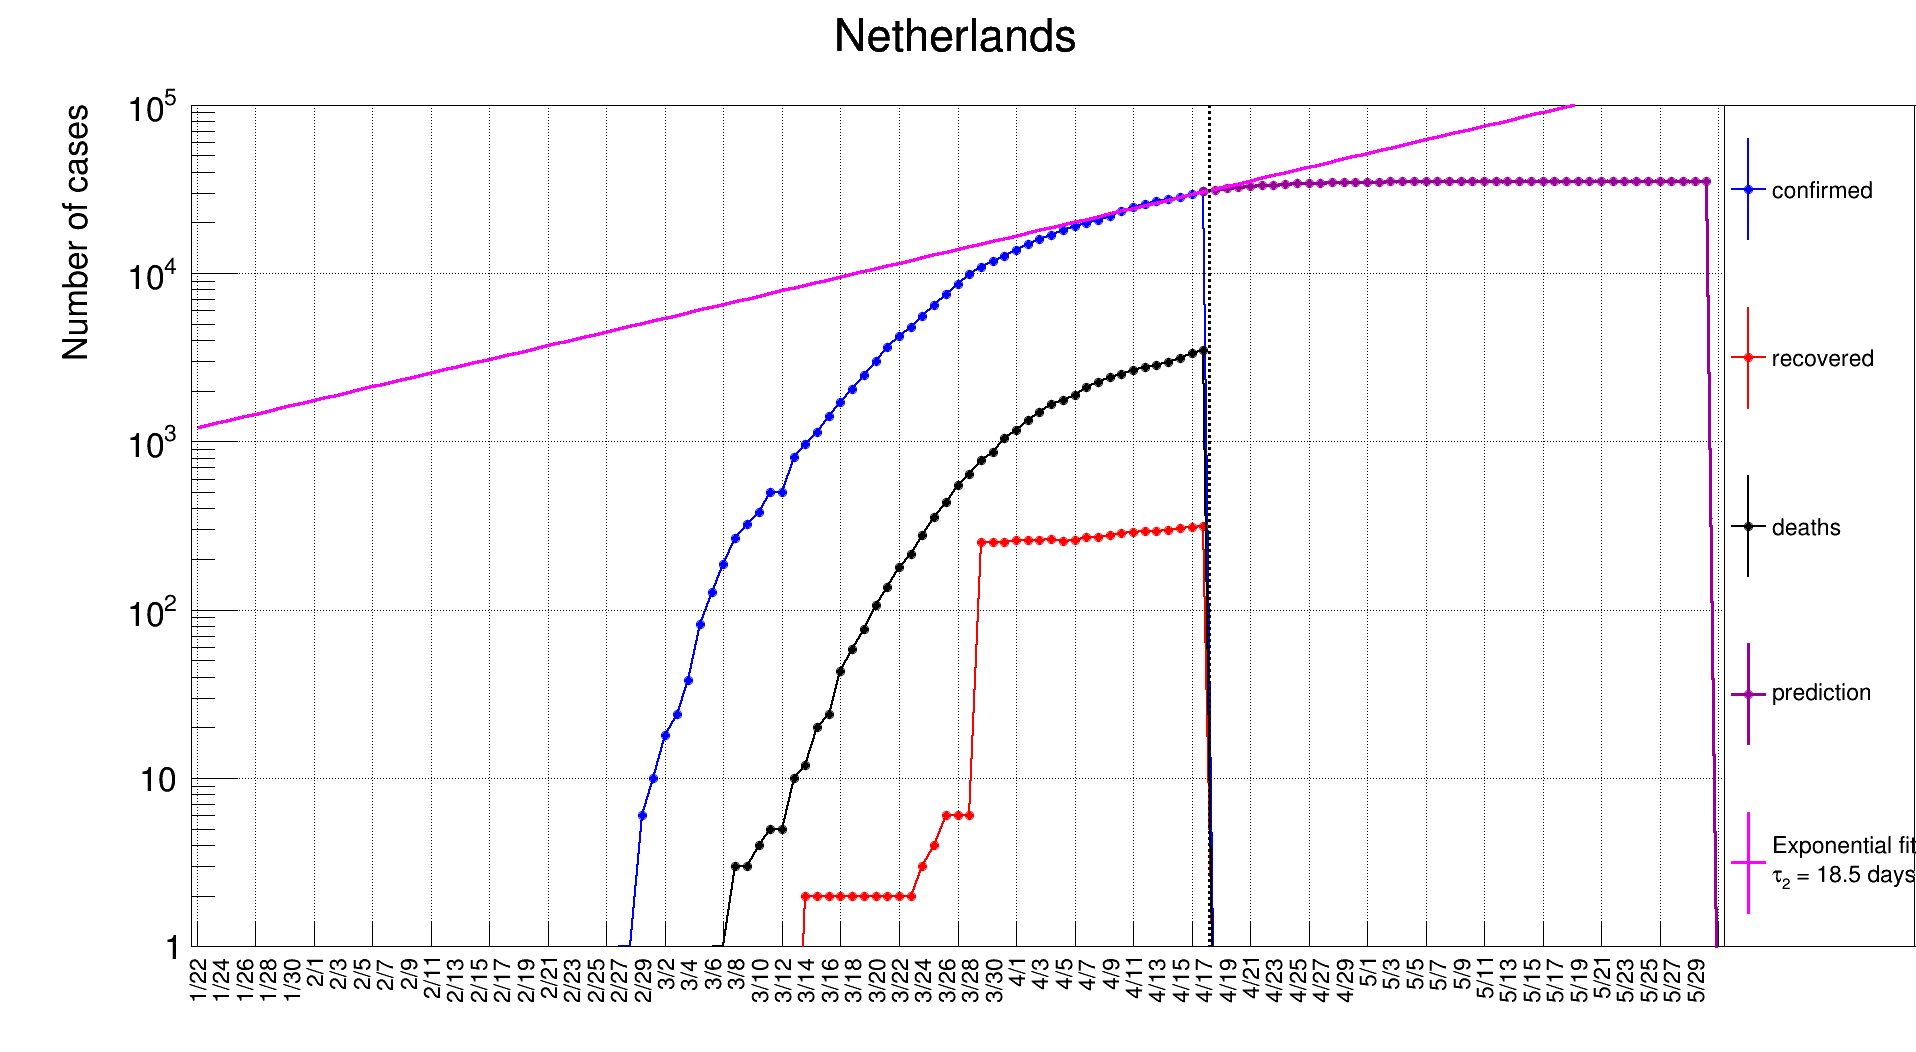 Netherlands
Number of cases
10^5
10^4
10^3
10^2
10
1
1/22 1/24 1/26 1/28 1/30 2/1 2/3 2/5 2/7 2/9 2/11 2/13 2/15 2/17 2/19 2/21 2/23 2/25 2/27 2/29 3/2 3/4 3/6 3/8 3/10 3/12 3/14 3/16 3/18 3/20 3/22 3/24 3/26 3/28 3/30 4/1 4/3 4/5 4/7 4/9 4/11 4/13 4/15 4/17 4/19 4/21 4/23 4/25 4/27 4/29 5/1 5/3 5/5 5/7 5/9 5/11 5/13 5/15 5/17 5/19 5/21 5/23 5/25 5/27 5/29
confirmed
recovered
deaths
prediction
Exponential fit
τ₂ = 18.5 days